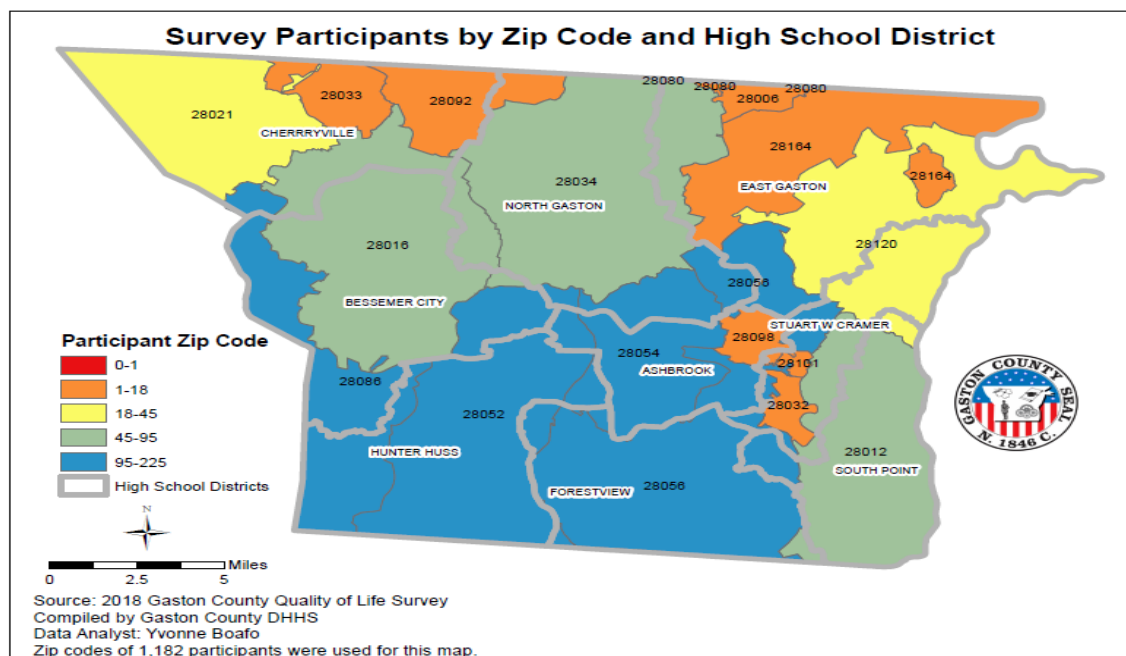 Survey Participants by Zip Code and High School District
28080
28080
28080
28033
28092
28006
28021
CHERRRYVILLE
28164
28164
28034
EAST GASTON
NORTH GASTON
28016
28120
28056
BESSEMER CITY
STUART W CRAMER
28098
28054
28101
ASHBROOK
28086
28032
28052
28012
HUNTER HUSS
SOUTH POINT
28056
FORESTVIEW
Participant Zip Code
0-1
1-18
18-45
45-95
95-225
High School Districts
N
Miles
0 2.5 5
GASTON COUNTY SEAL
N. 1846 C.
Source: 2018 Gaston County Quality of Life Survey
Compiled by Gaston County DHHS
Data Analyst: Yvonne Boafo
Zip codes of 1,182 participants were used for this map.